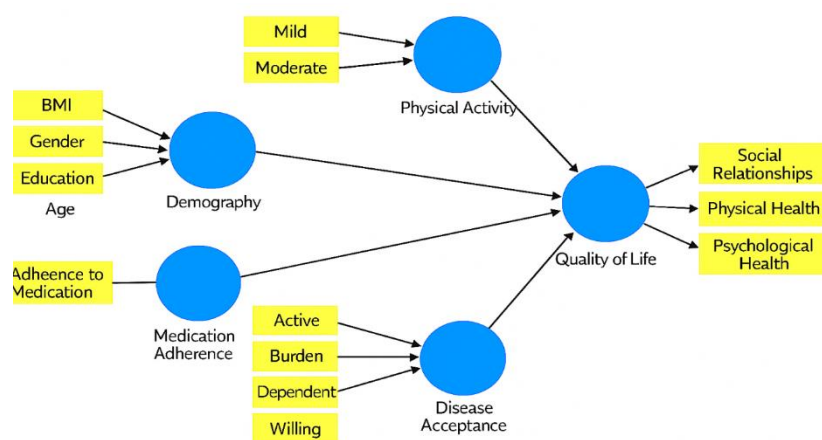 Mild
Moderate
Physical Activity
BMI
Gender
Education
Age
Demography
Social
Relationships
Physical Health
Psychological
Health
Quality of Life
Adheence to
Medication
Medication
Adherence
Active
Burden
Dependent
Willing
Disease
Acceptance